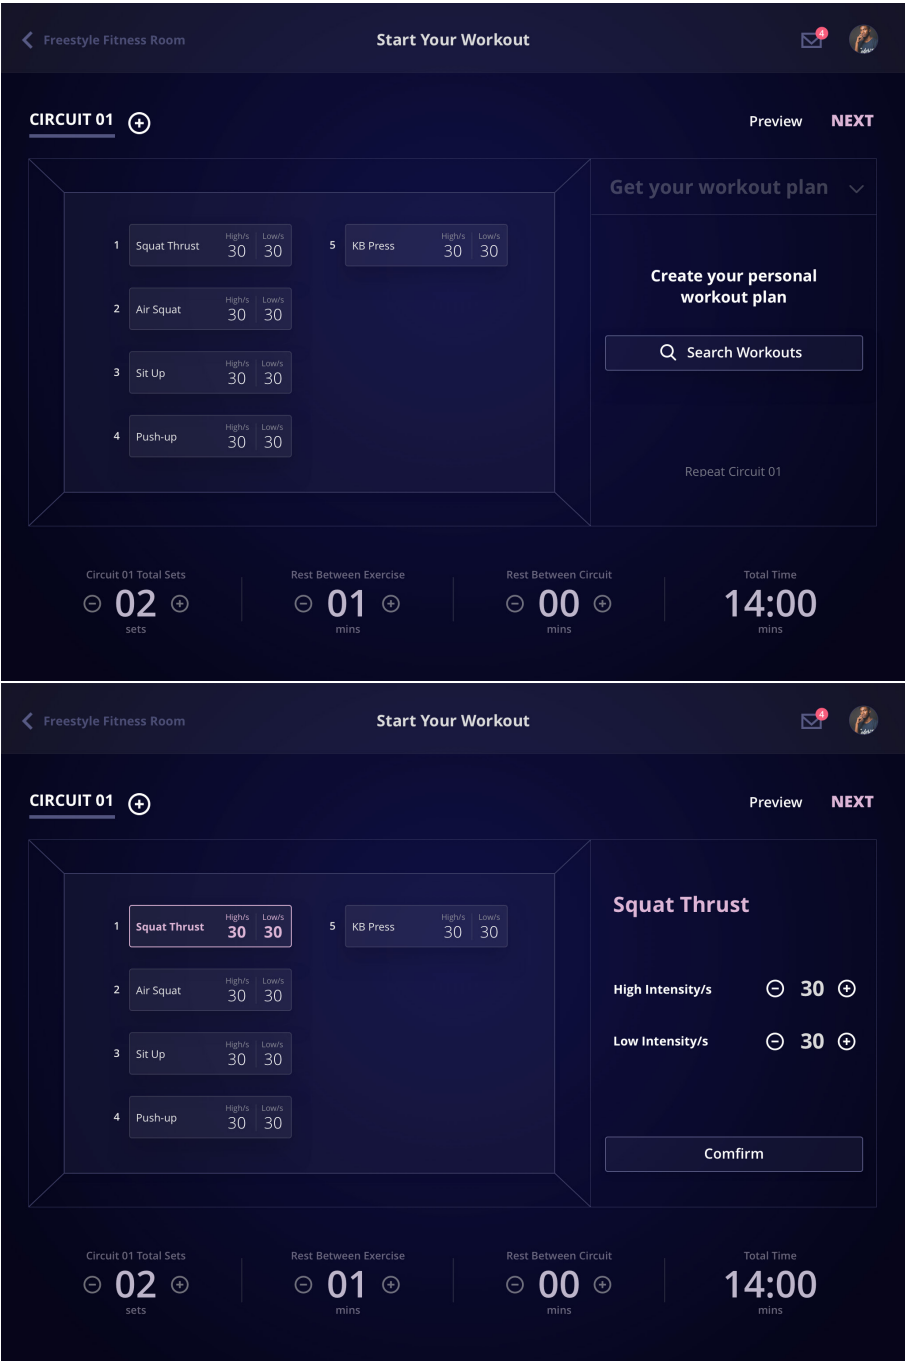 Freestyle Fitness Room
Start Your Workout
4
CIRCUIT 01
Preview
NEXT
Get your workout plan
1 Squat Thrust High/s 30 Low/s 30
5 KB Press High/s 30 Low/s 30
2 Air Squat High/s 30 Low/s 30
3 Sit Up High/s 30 Low/s 30
4 Push-up High/s 30 Low/s 30
Create your personal
workout plan
Search Workouts
Repeat Circuit 01
Circuit 01 Total Sets
02
sets
Rest Between Exercise
01
mins
Rest Between Circuit
00
mins
Total Time
14:00
mins
Freestyle Fitness Room
Start Your Workout
4
CIRCUIT 01
Preview
NEXT
1 Squat Thrust High/s 30 Low/s 30
5 KB Press High/s 30 Low/s 30
2 Air Squat High/s 30 Low/s 30
3 Sit Up High/s 30 Low/s 30
4 Push-up High/s 30 Low/s 30
Squat Thrust
High Intensity/s 30
Low Intensity/s 30
Comfirm
Circuit 01 Total Sets
02
sets
Rest Between Exercise
01
mins
Rest Between Circuit
00
mins
Total Time
14:00
mins